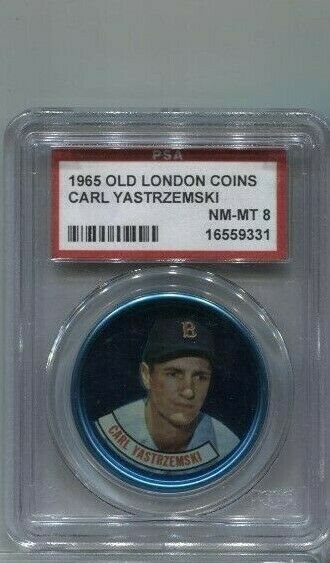 PSA
1965 OLD LONDON COINS
CARL YASTRZEMSKI
NM-MT 8
16559331
B
CARL YASTRZEMSKI